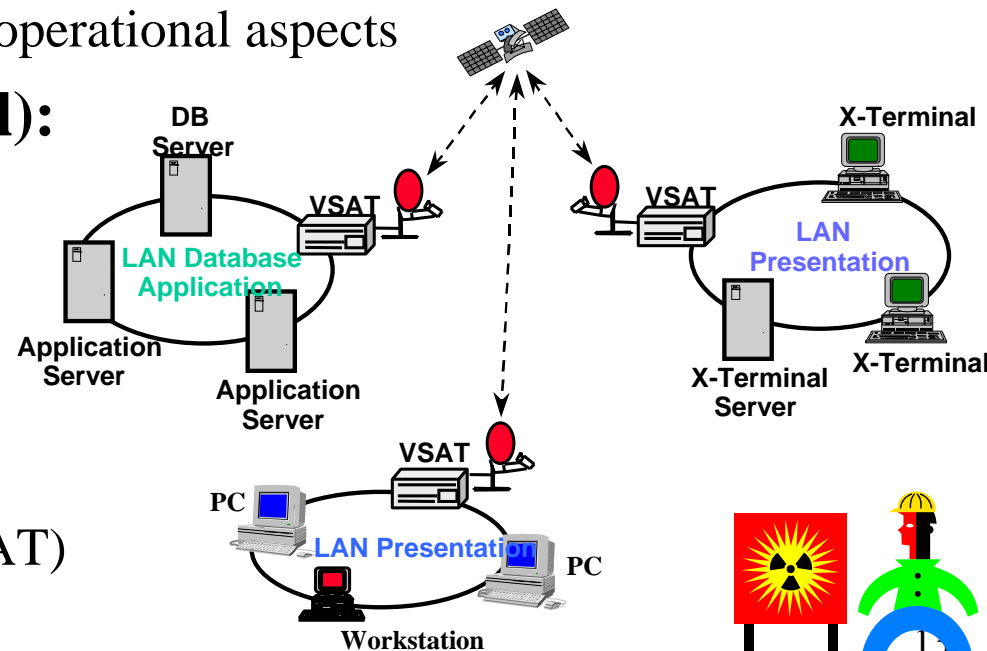 operational aspects
l):
DB
Server
VSAT
LAN Database
Application
Application
Server
Application
Server
VSAT
X-Terminal
LAN
Presentation
X-Terminal
X-Terminal
Server
VSAT
PC
LAN Presentation
PC
Workstation
AT)